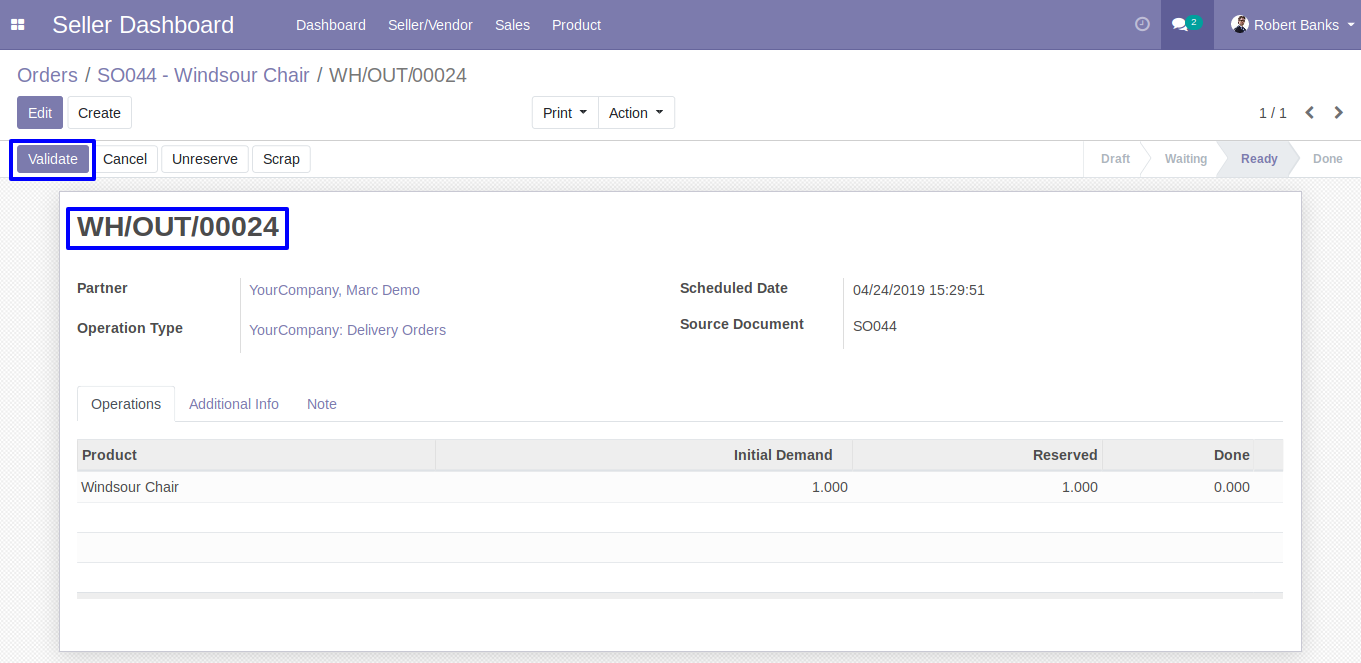 Seller Dashboard Dashboard Seller/Vendor Sales Product 2 Robert Banks
Orders / SO044 - Windsour Chair / WH/OUT/00024
Edit Create Print Action 1 / 1
Validate Cancel Unreserve Scrap Draft Waiting Ready Done
WH/OUT/00024
Partner YourCompany, Marc Demo Scheduled Date 04/24/2019 15:29:51
Operation Type YourCompany: Delivery Orders Source Document SO044
Operations Additional Info Note
Product Initial Demand Reserved Done
Windsour Chair 1.000 1.000 0.000